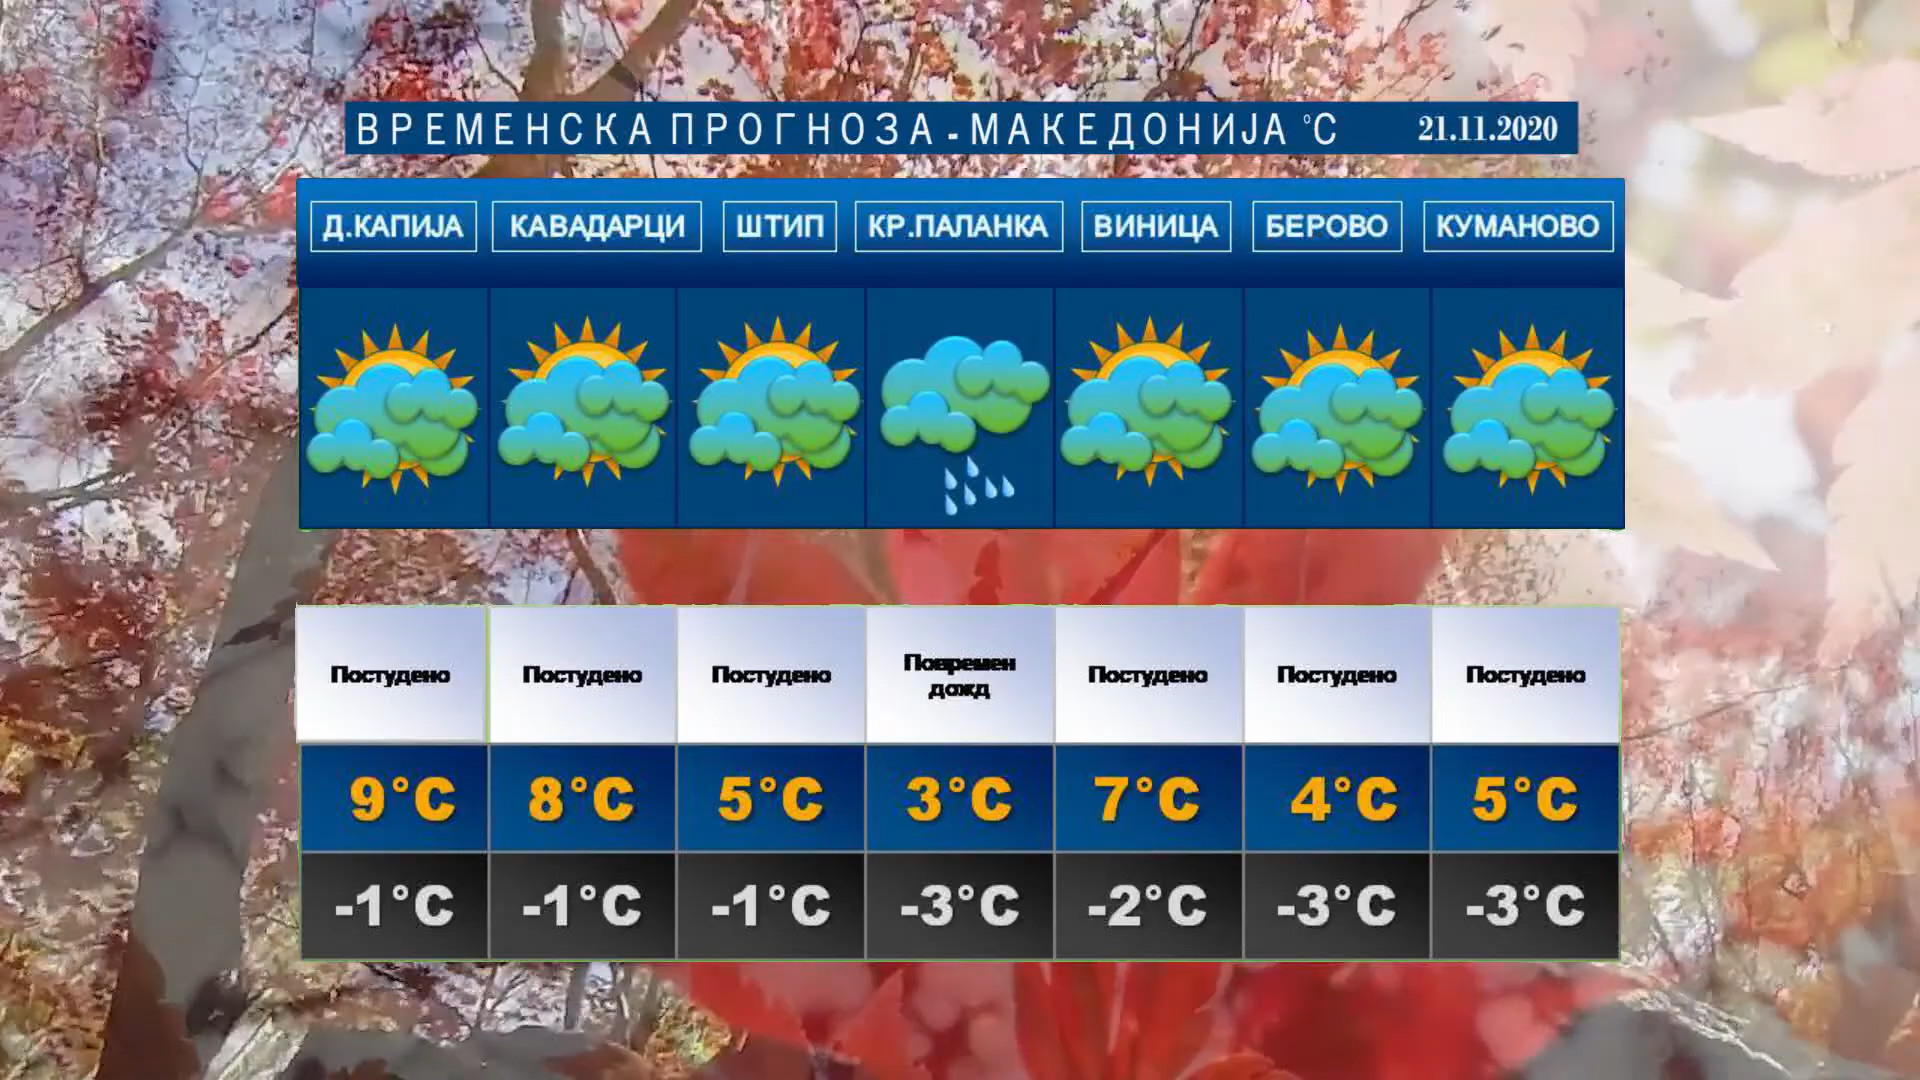 ВРЕМЕНСКА ПРОГНОЗА - МАКЕДОНИЈА °C 21.11.2020
Д.КАПИЈА КАВАДАРЦИ ШТИП КР.ПАЛАНКА ВИНИЦА БЕРОВО КУМАНОВО
Постудено Постудено Постудено Повремен дожд Постудено Постудено Постудено
9°C 8°C 5°C 3°C 7°C 4°C 5°C
-1°C -1°C -1°C -3°C -2°C -3°C -3°C